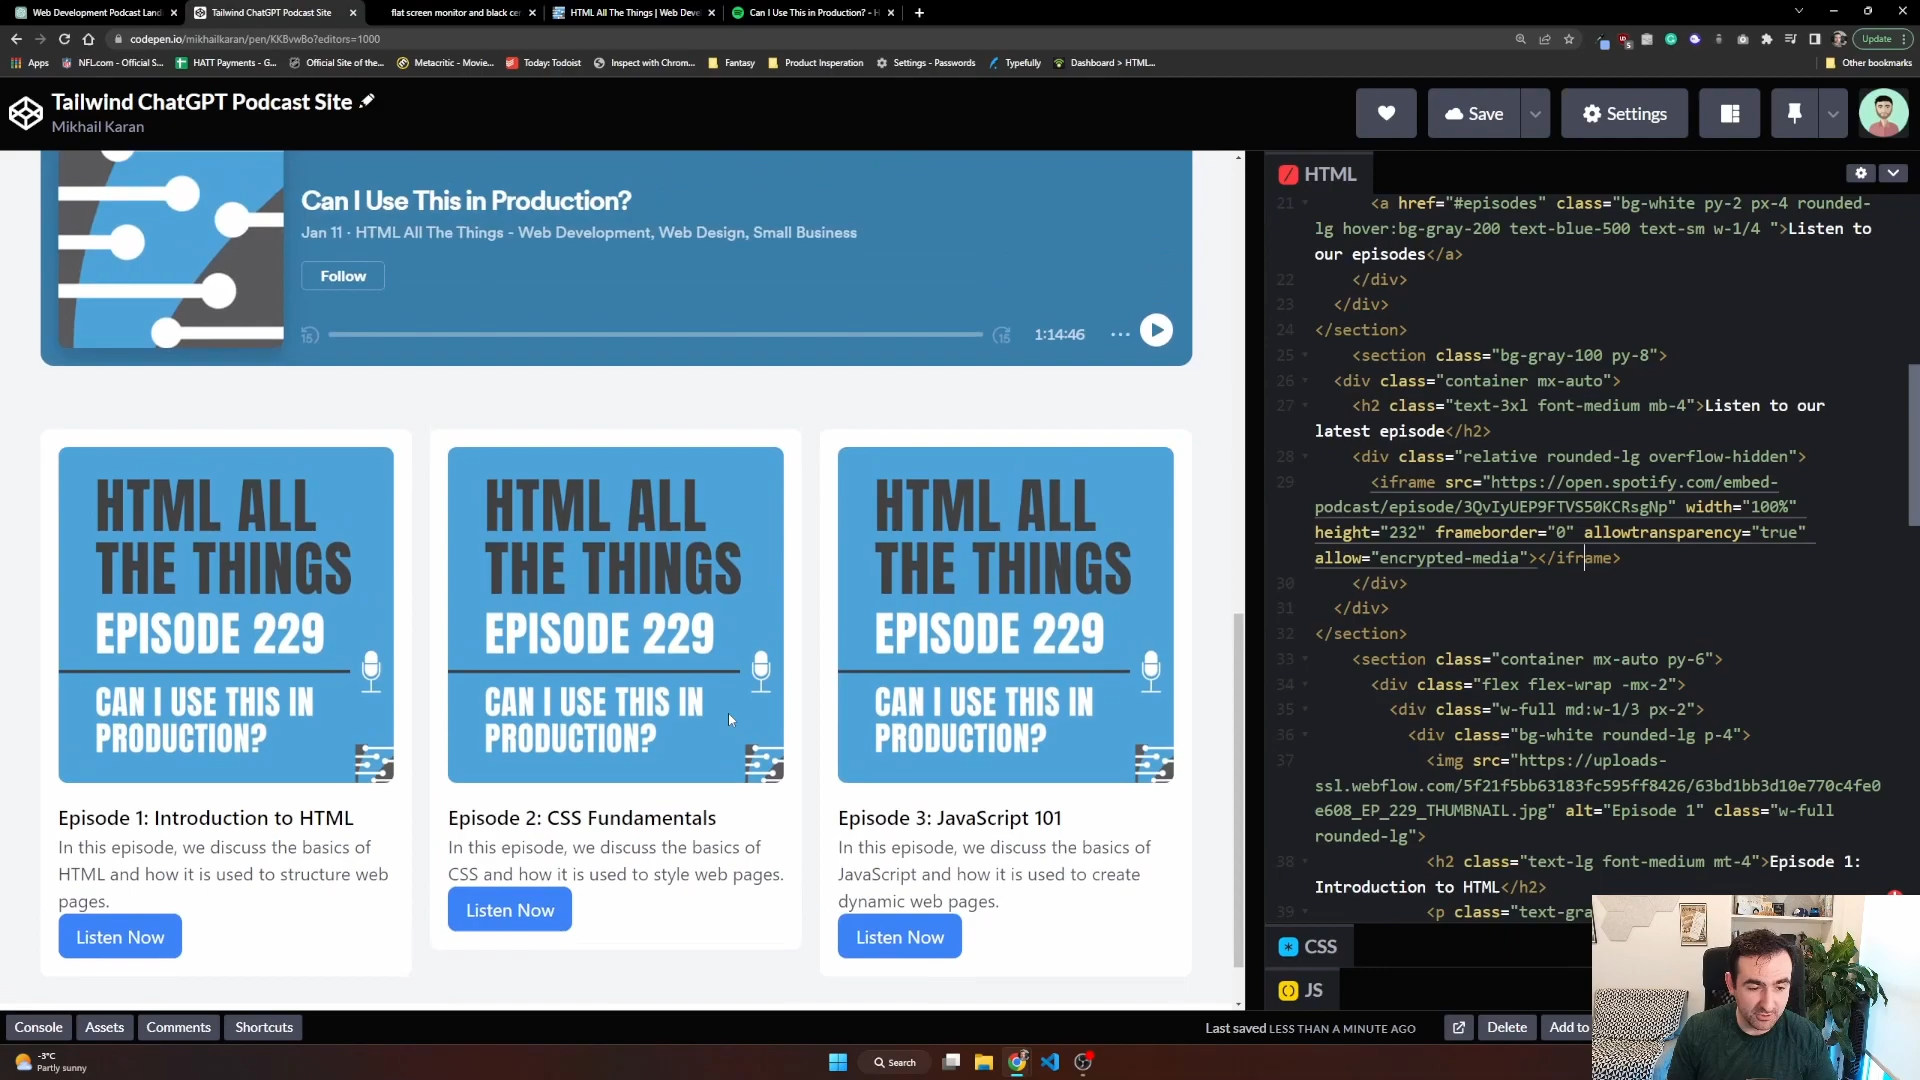 Web Development Podcast Land
Tailwind ChatGPT Podcast Site
flat screen monitor and black cer
HTML All The Things | Web Deve
Can I Use This in Production? - H
codepen.io/mikhailkaran/pen/KKBvwBo?editors=1000
Update
Apps
NFL.com - Official S...
HATT Payments - G...
Official Site of the...
Metacritic - Movie...
Today: Todoist
Inspect with Chrom...
Fantasy
Product Insperation
Settings - Passwords
Typefully
Dashboard > HTML...
Other bookmarks
Tailwind ChatGPT Podcast Site
Mikhail Karan
Save
Settings
Can I Use This in Production?
Jan 11 · HTML All The Things - Web Development, Web Design, Small Business
Follow
15
15
1:14:46
HTML ALL
THE THINGS
EPISODE 229
CAN I USE THIS IN
PRODUCTION?
Episode 1: Introduction to HTML
In this episode, we discuss the basics of
HTML and how it is used to structure web
pages.
Listen Now
HTML ALL
THE THINGS
EPISODE 229
CAN I USE THIS IN
PRODUCTION?
Episode 2: CSS Fundamentals
In this episode, we discuss the basics of
CSS and how it is used to style web pages.
Listen Now
HTML ALL
THE THINGS
EPISODE 229
CAN I USE THIS IN
PRODUCTION?
Episode 3: JavaScript 101
In this episode, we discuss the basics of
JavaScript and how it is used to create
dynamic web pages.
Listen Now
HTML
21 <a href="#episodes" class="bg-white py-2 px-4 rounded-
lg hover:bg-gray-200 text-blue-500 text-sm w-1/4 ">Listen to
our episodes</a>
22 </div>
23 </div>
24 </section>
25 <section class="bg-gray-100 py-8">
26 <div class="container mx-auto">
27 <h2 class="text-3xl font-medium mb-4">Listen to our
latest episode</h2>
28 <div class="relative rounded-lg overflow-hidden">
29 <iframe src="https://open.spotify.com/embed-
podcast/episode/3QvIyUEP9FTVS50KCRsgNp" width="100%"
height="232" frameborder="0" allowtransparency="true"
allow="encrypted-media"></iframe>
30 </div>
31 </div>
32 </section>
33 <section class="container mx-auto py-6">
34 <div class="flex flex-wrap -mx-2">
35 <div class="w-full md:w-1/3 px-2">
36 <div class="bg-white rounded-lg p-4">
37 <img src="https://uploads-
ssl.webflow.com/5f21f5bb63183fc595ff8426/63bd1bb3d10e770c4fe0
e608_EP_229_THUMBNAIL.jpg" alt="Episode 1" class="w-full
rounded-lg">
38 <h2 class="text-lg font-medium mt-4">Episode 1:
Introduction to HTML</h2>
39 <p class="text-gra
CSS
JS
Console
Assets
Comments
Shortcuts
Last saved LESS THAN A MINUTE AGO
Delete
Add to
-3°C
Partly sunny
Search